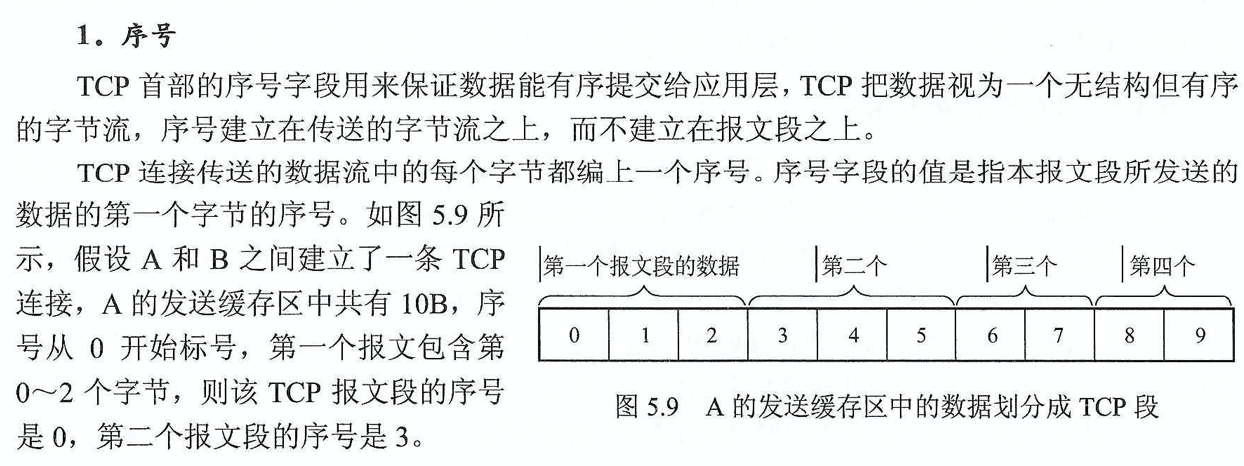 1。序号
TCP 首部的序号字段用来保证数据能有序提交给应用层，TCP 把数据视为一个无结构但有序
的字节流，序号建立在传送的字节流之上，而不建立在报文段之上。
TCP 连接传送的数据流中的每个字节都编上一个序号。序号字段的值是指本报文段所发送的
数据的第一个字节的序号。如图 5.9 所
示，假设 A 和 B 之间建立了一条 TCP
连接，A 的发送缓存区中共有 10B，序
号从 0 开始标号，第一个报文包含第
0～2 个字节，则该 TCP 报文段的序号
是 0，第二个报文段的序号是 3。
第一个报文段的数据 第二个 第三个 第四个
0 1 2 3 4 5 6 7 8 9
图 5.9 A 的发送缓存区中的数据划分成 TCP 段